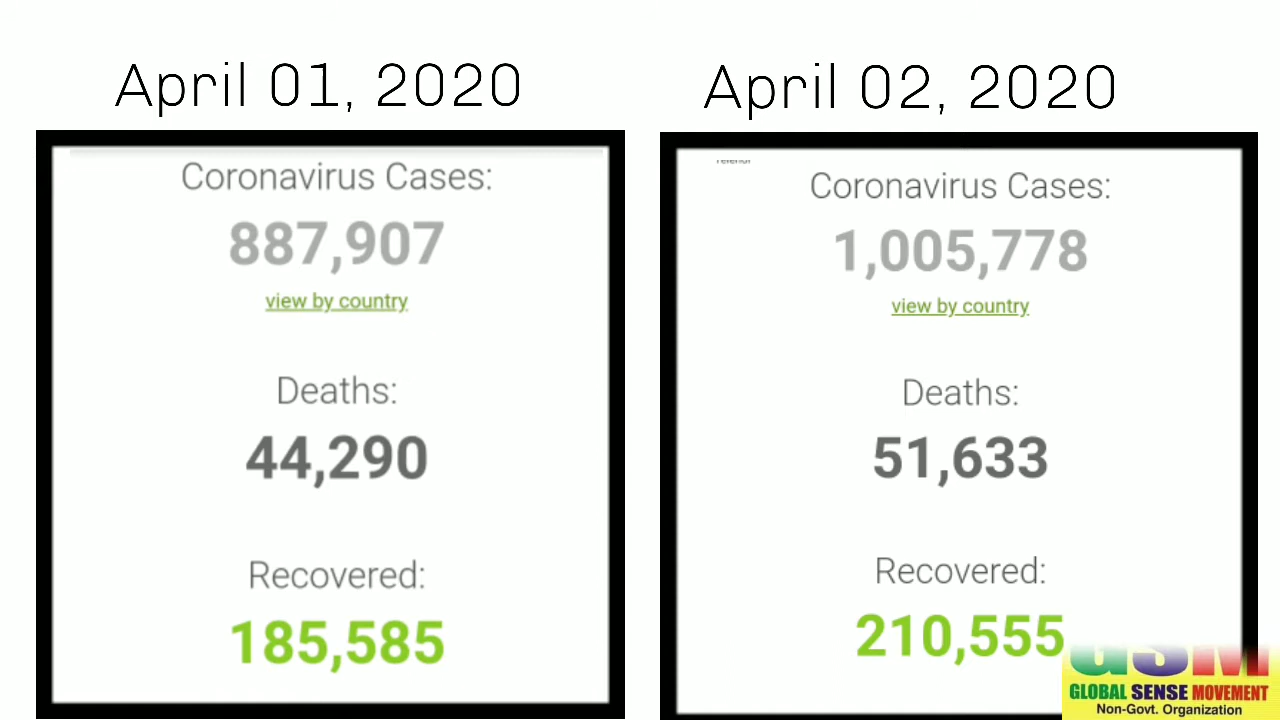 April 01, 2020
Coronavirus Cases:
887,907
view by country
Deaths:
44,290
Recovered:
185,585
April 02, 2020
Coronavirus Cases:
1,005,778
view by country
Deaths:
51,633
Recovered:
210,555
GSM
GLOBAL SENSE MOVEMENT
Non-Govt. Organization